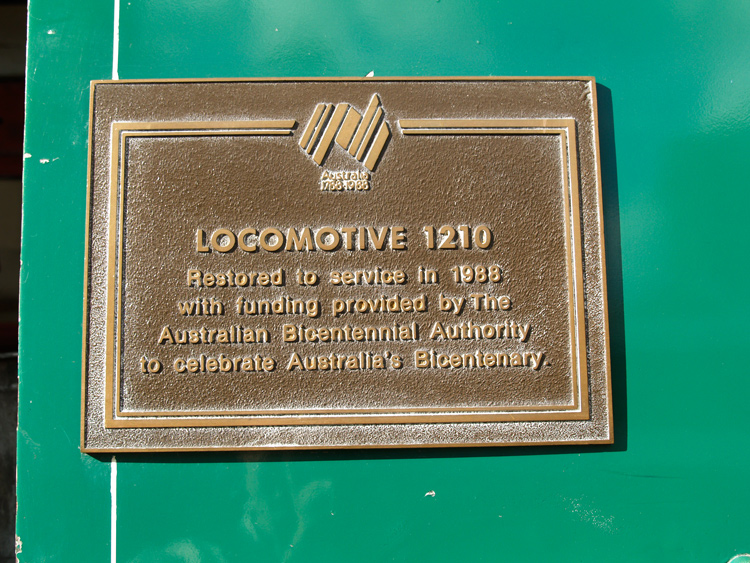 Australia
1788-1988
LOCOMOTIVE 1210
Restored to service in 1988
with funding provided by The
Australian Bicentennial Authority
to celebrate Australia's Bicentenary.